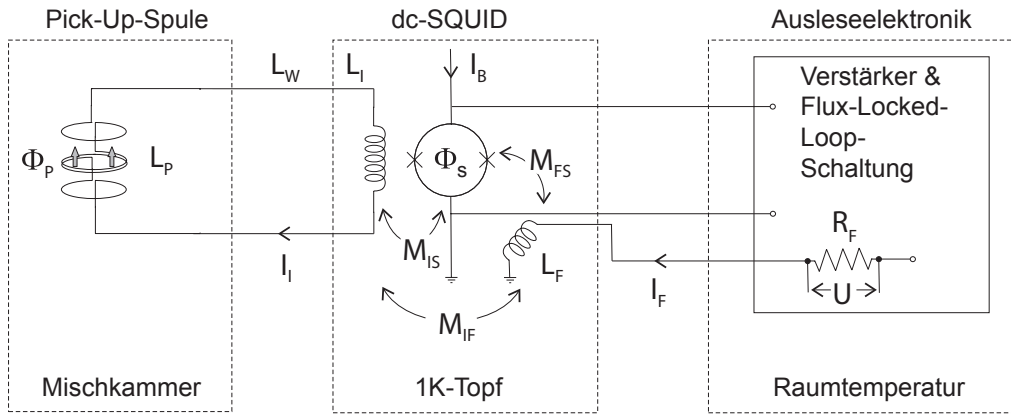 Pick-Up-Spule
dc-SQUID
Ausleseelektronik
L_W
L_I
I_B
Verstärker &
Flux-Locked-
Loop-
Schaltung
Φ_P
L_P
Φ_s
M_FS
R_F
M_IS
L_F
I_I
I_F
U
M_IF
Mischkammer
1K-Topf
Raumtemperatur